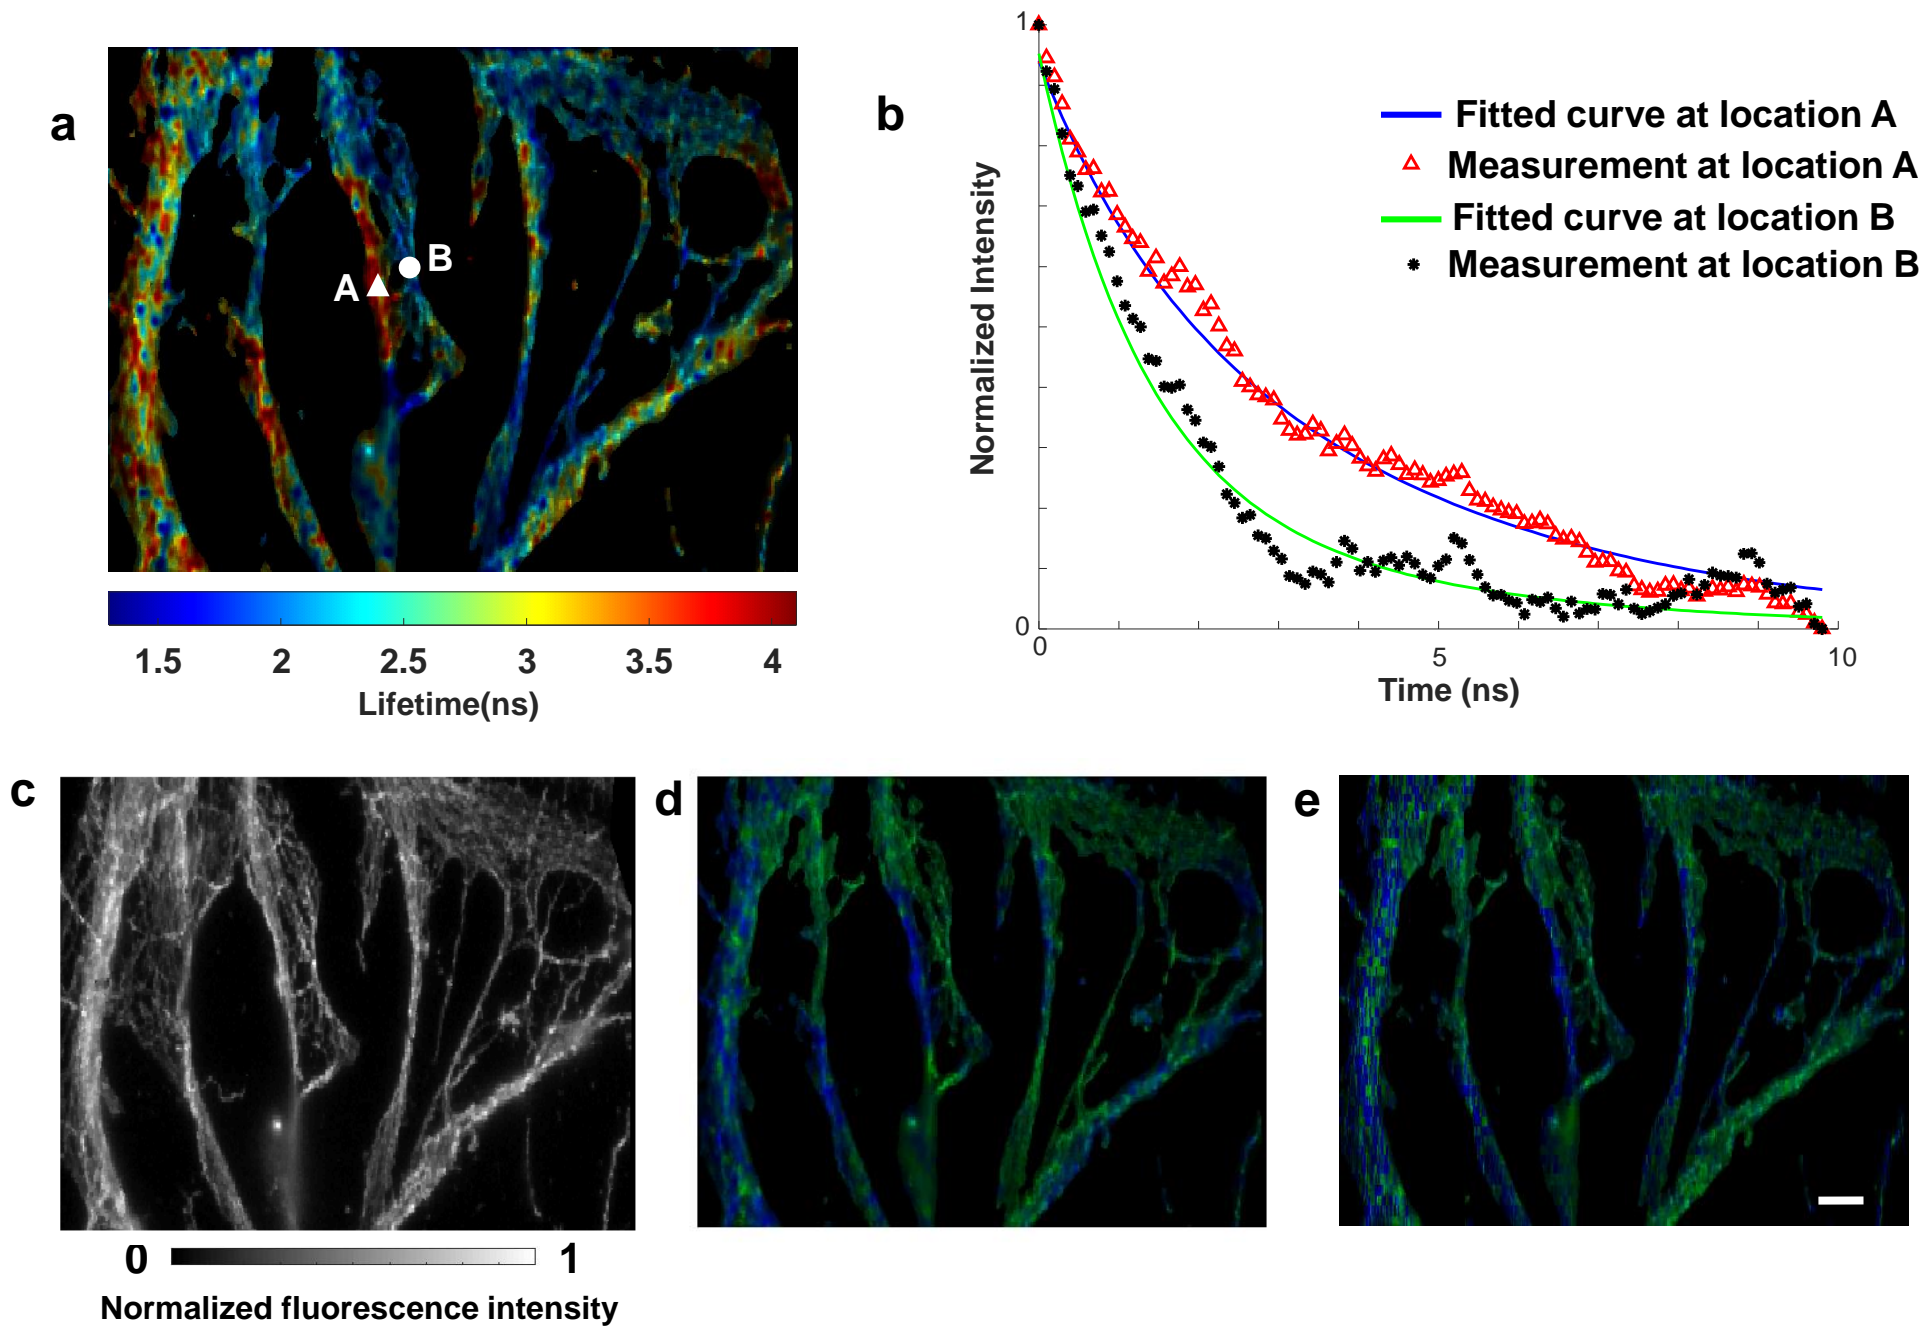 a
A
B
1.5 2 2.5 3 3.5 4
Lifetime(ns)
b
1
0
Normalized Intensity
0 5 10
Time (ns)
Fitted curve at location A
Measurement at location A
Fitted curve at location B
Measurement at location B
c
0 1
Normalized fluorescence intensity
d
e